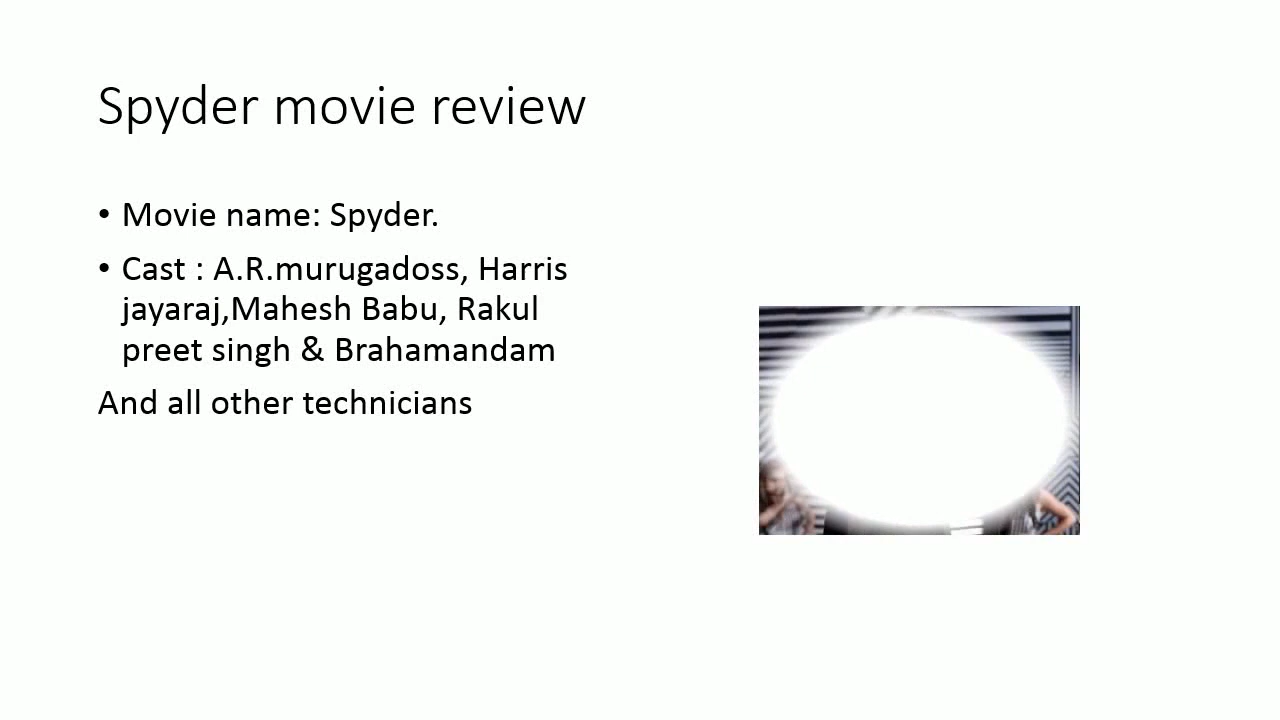 Spyder movie review
• Movie name: Spyder.
• Cast : A.R.murugadoss, Harris
jayaraj,Mahesh Babu, Rakul
preet singh & Brahamandam
And all other technicians